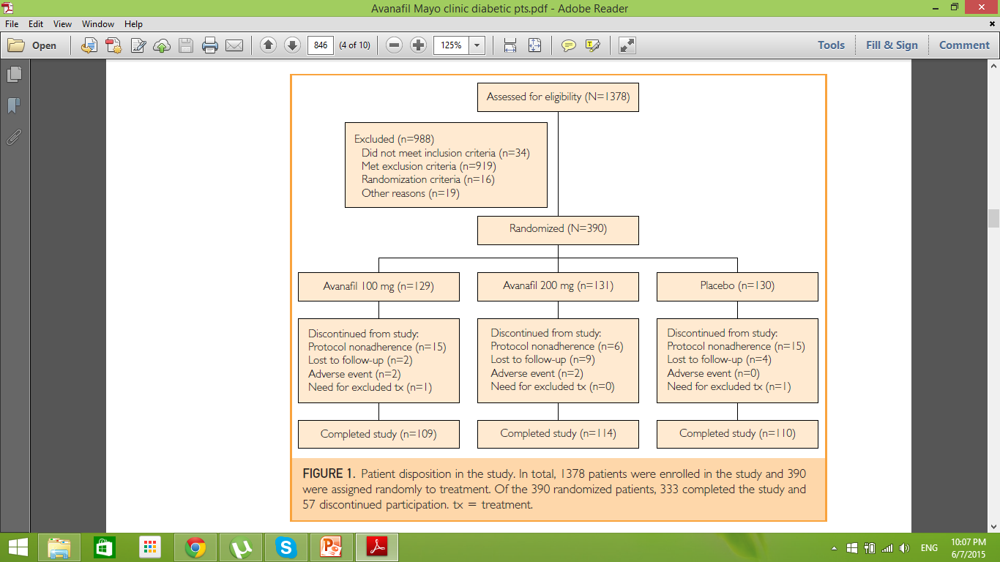 Avanafil Mayo clinic diabetic pts.pdf - Adobe Reader
File Edit View Window Help
Open
846 (4 of 10)
125%
Tools Fill & Sign Comment
Assessed for eligibility (N=1378)
Excluded (n=988)
Did not meet inclusion criteria (n=34)
Met exclusion criteria (n=919)
Randomization criteria (n=16)
Other reasons (n=19)
Randomized (N=390)
Avanafil 100 mg (n=129)
Avanafil 200 mg (n=131)
Placebo (n=130)
Discontinued from study:
Protocol nonadherence (n=15)
Lost to follow-up (n=2)
Adverse event (n=2)
Need for excluded tx (n=1)
Discontinued from study:
Protocol nonadherence (n=6)
Lost to follow-up (n=9)
Adverse event (n=2)
Need for excluded tx (n=0)
Discontinued from study:
Protocol nonadherence (n=15)
Lost to follow-up (n=4)
Adverse event (n=0)
Need for excluded tx (n=1)
Completed study (n=109)
Completed study (n=114)
Completed study (n=110)
FIGURE 1. Patient disposition in the study. In total, 1378 patients were enrolled in the study and 390
were assigned randomly to treatment. Of the 390 randomized patients, 333 completed the study and
57 discontinued participation. tx = treatment.
ENG
10:07 PM
6/7/2015